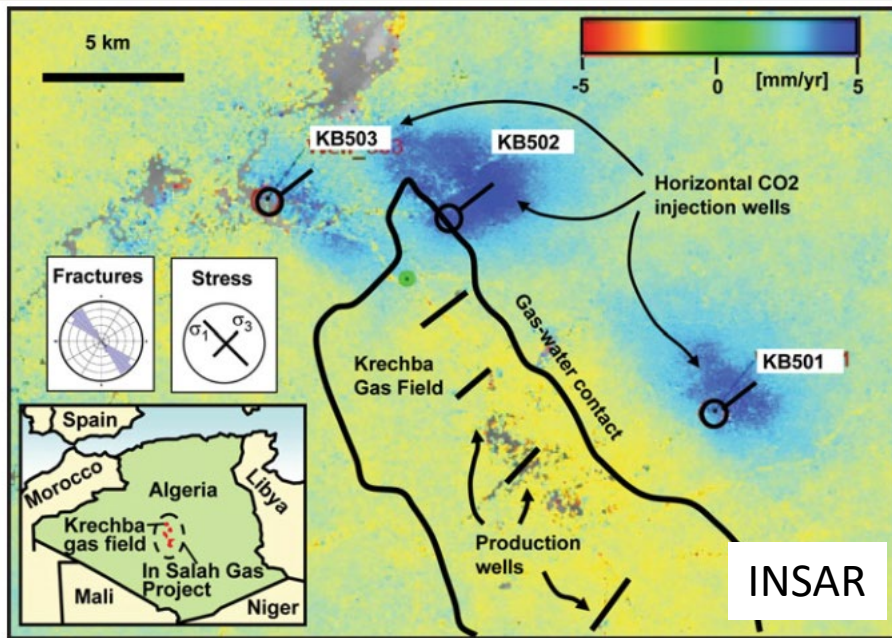 5 km
-5
0
[mm/yr]
5
KB503
KB502
Horizontal CO2
injection wells
Fractures
Stress
σ1
σ3
Krechba
Gas Field
Gas-water contact
KB501
Production
wells
Spain
Morocco
Algeria
Libya
Krechba
gas field
In Salah Gas
Project
Mali
Niger
INSAR